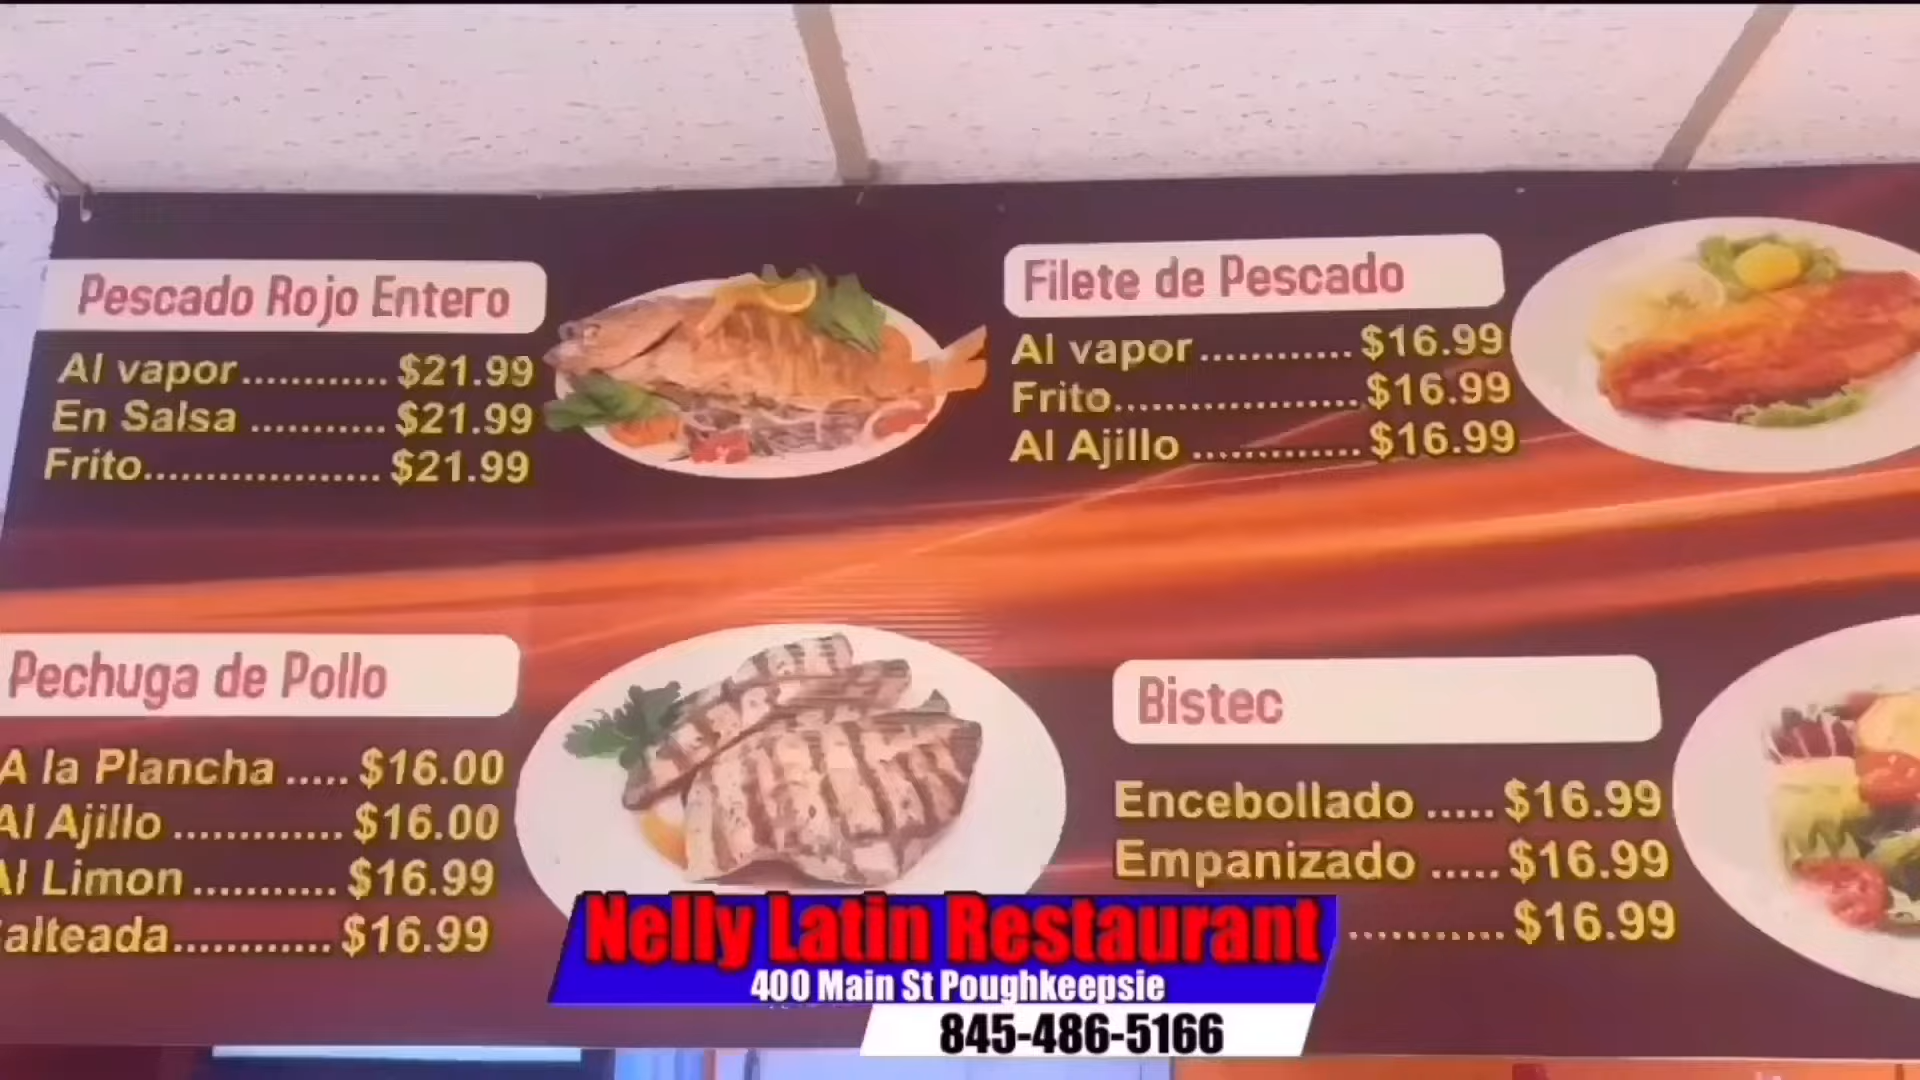 Pescado Rojo Entero
Al vapor............ $21.99
En Salsa ........... $21.99
Frito................... $21.99
Filete de Pescado
Al vapor............ $16.99
Frito................... $16.99
Al Ajillo ............. $16.99
Pechuga de Pollo
A la Plancha ..... $16.00
Al Ajillo ............. $16.00
Al Limon ........... $16.99
alteada............ $16.99
Bistec
Encebollado ..... $16.99
Empanizado ..... $16.99
............ $16.99
Nelly Latin Restaurant
400 Main St Poughkeepsie
845-486-5166